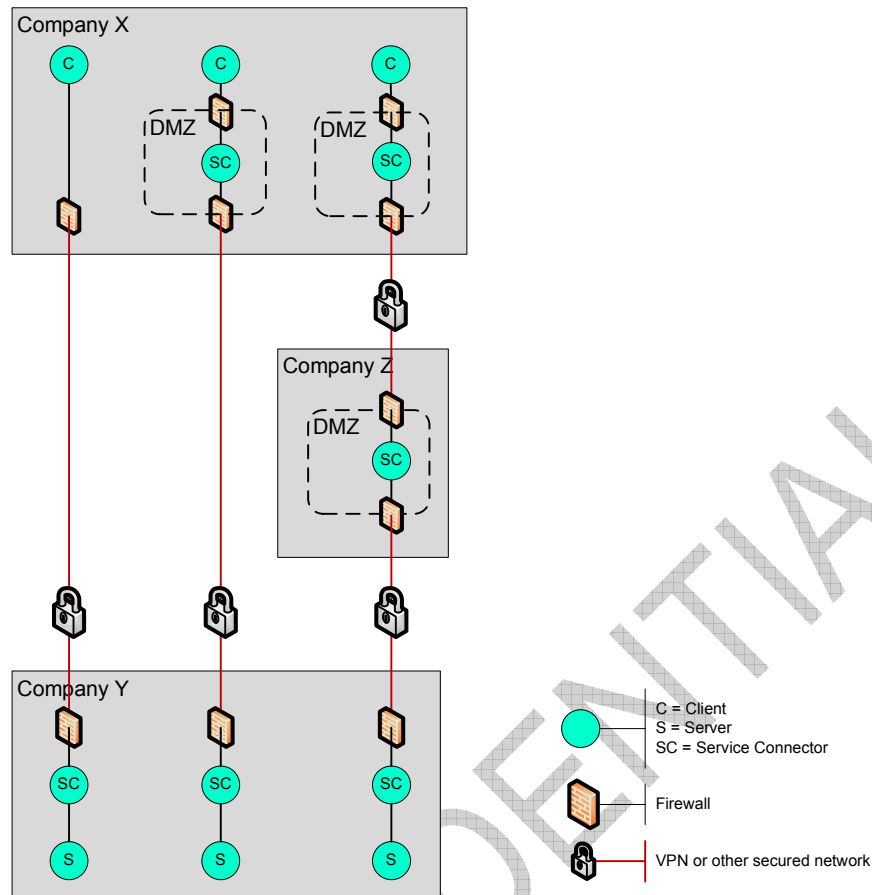 Company X
C
C
C
DMZ
DMZ
SC
SC
Company Z
DMZ
SC
Company Y
SC
SC
SC
S
S
S
C = Client
S = Server
SC = Service Connector
Firewall
VPN or other secured network
DENTIA